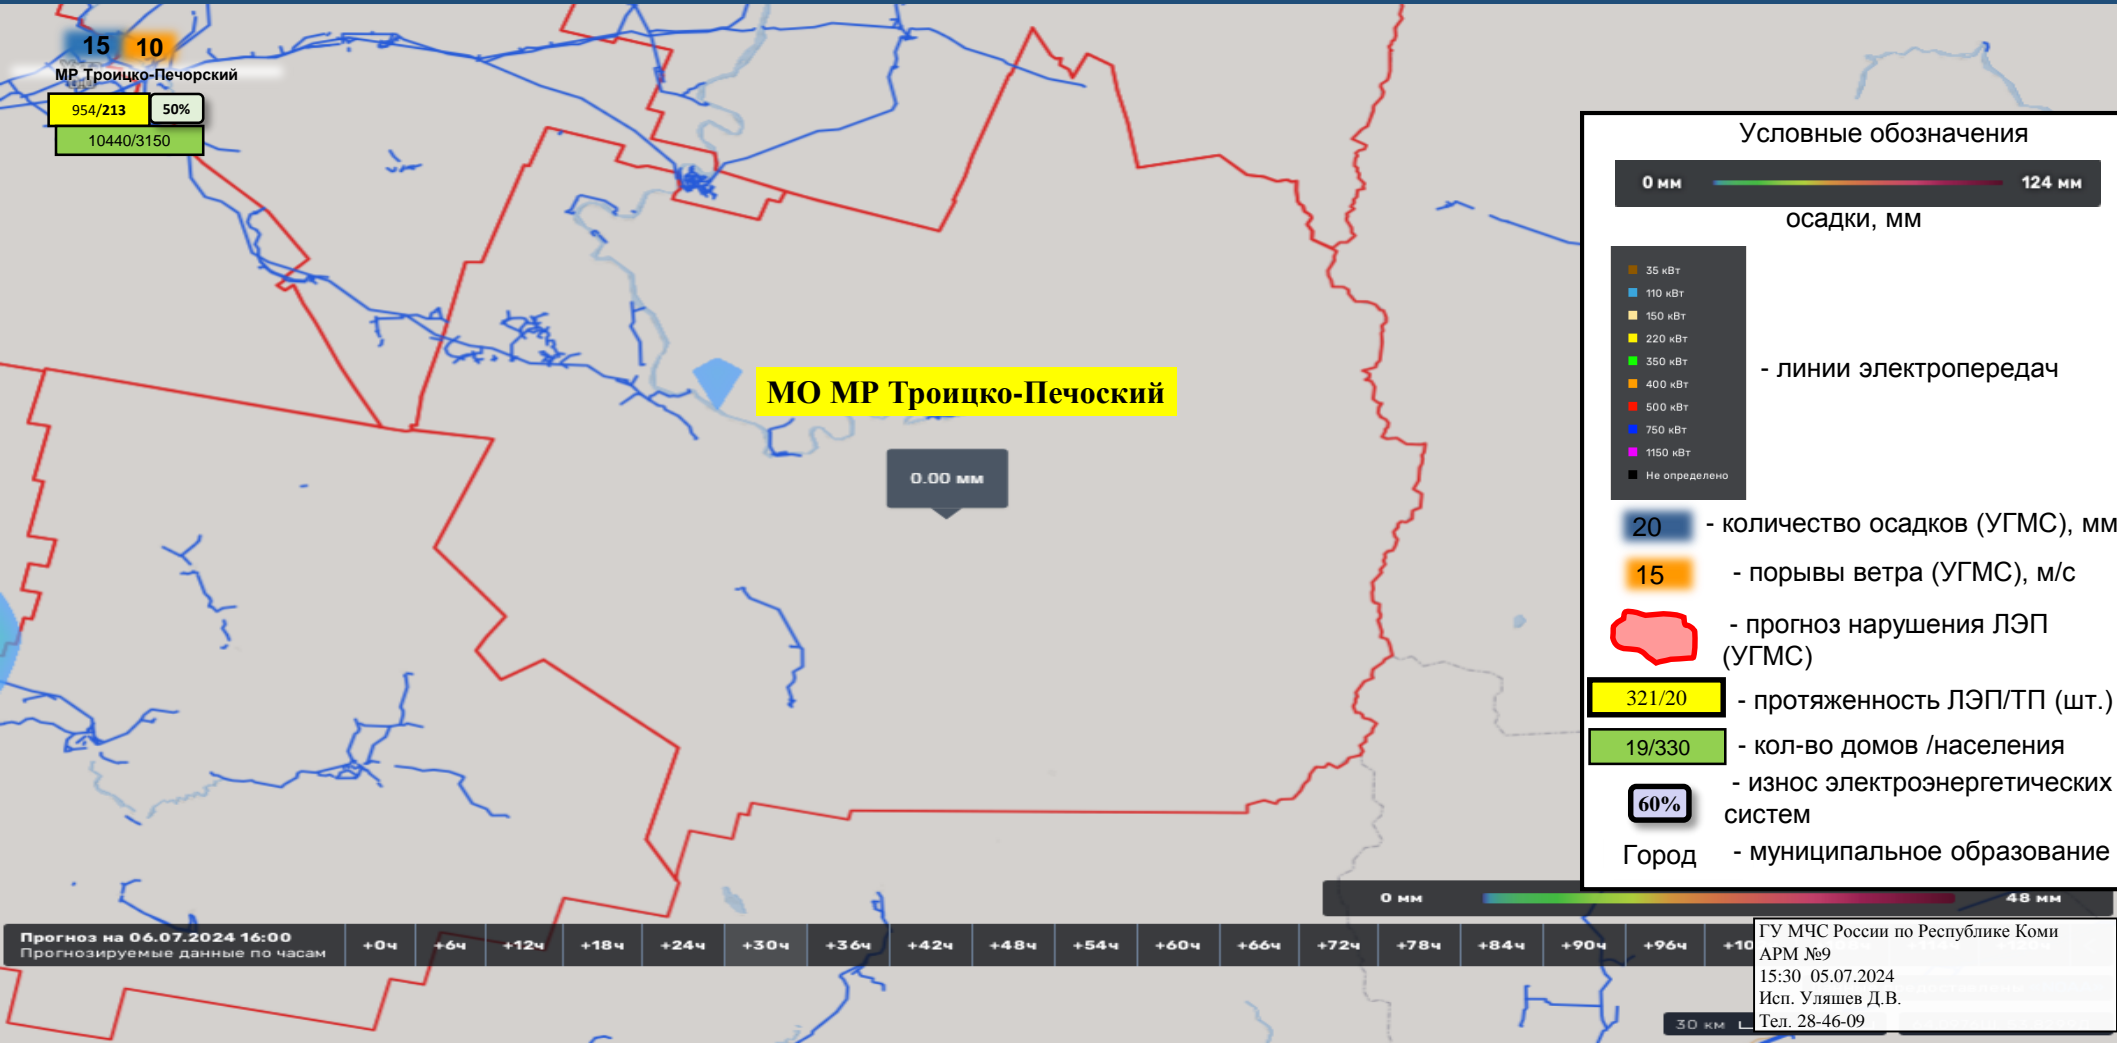 15 10
МР Троицко-Печорский
954/213 50%
10440/3150
МО МР Троицко-Печоский
0.00 мм
Условные обозначения
0 мм 124 мм
осадки, мм
35 кВт
110 кВт
150 кВт
220 кВт
350 кВт
400 кВт
500 кВт
750 кВт
1150 кВт
Не определено
- линии электропередач
20 - количество осадков (УГМС), мм
15 - порывы ветра (УГМС), м/с
- прогноз нарушения ЛЭП
(УГМС)
321/20 - протяженность ЛЭП/ТП (шт.)
19/330 - кол-во домов /населения
60% - износ электроэнергетических
систем
Город - муниципальное образование
0 мм 48 мм
Прогноз на 06.07.2024 16:00
Прогнозируемые данные по часам
+0ч +6ч +12ч +18ч +24ч +30ч +36ч +42ч +48ч +54ч +60ч +66ч +72ч +78ч +84ч +90ч +96ч +10
ГУ МЧС России по Республике Коми
АРМ №9
15:30 05.07.2024
Исп. Уляшев Д.В.
Тел. 28-46-09
30 км